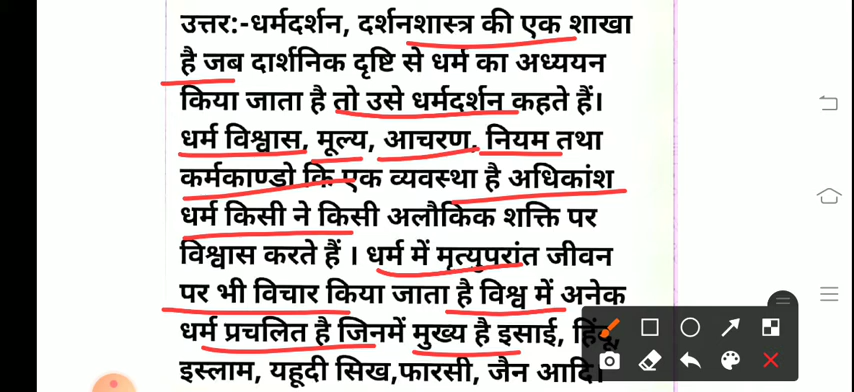 उत्तर:-धर्मदर्शन, दर्शनशास्त्र की एक शाखा
है जब दार्शनिक दृष्टि से धर्म का अध्ययन
किया जाता है तो उसे धर्मदर्शन कहते हैं।
धर्म विश्वास, मूल्य, आचरण, नियम तथा
कर्मकाण्डो कि एक व्यवस्था है अधिकांश
धर्म किसी ने किसी अलौकिक शक्ति पर
विश्वास करते हैं । धर्म में मृत्युपरांत जीवन
पर भी विचार किया जाता है विश्व में अनेक
धर्म प्रचलित है जिनमें मुख्य है इसाई, हिंदू,
इस्लाम, यहूदी सिख,फारसी, जैन आदि।